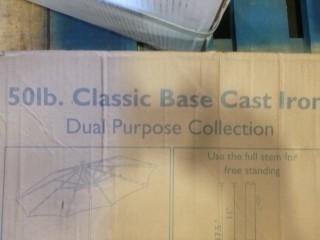 50lb. Classic Base Cast Iron
Dual Purpose Collection
Use the full stem for
free standing